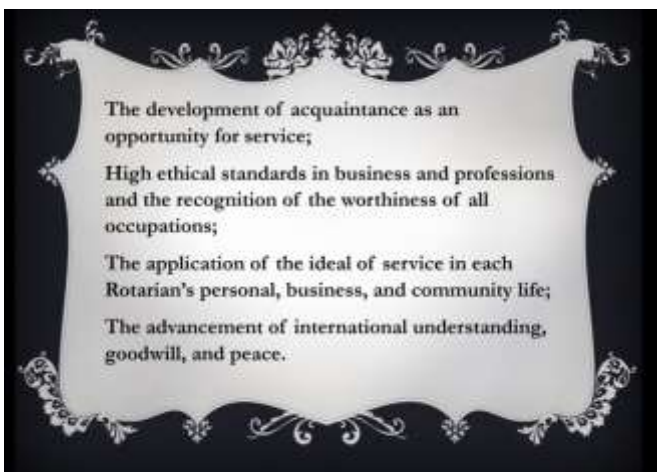 The development of acquaintance as an
opportunity for service;
High ethical standards in business and professions
and the recognition of the worthiness of all
occupations;
The application of the ideal of service in each
Rotarian's personal, business, and community life;
The advancement of international understanding,
goodwill, and peace.